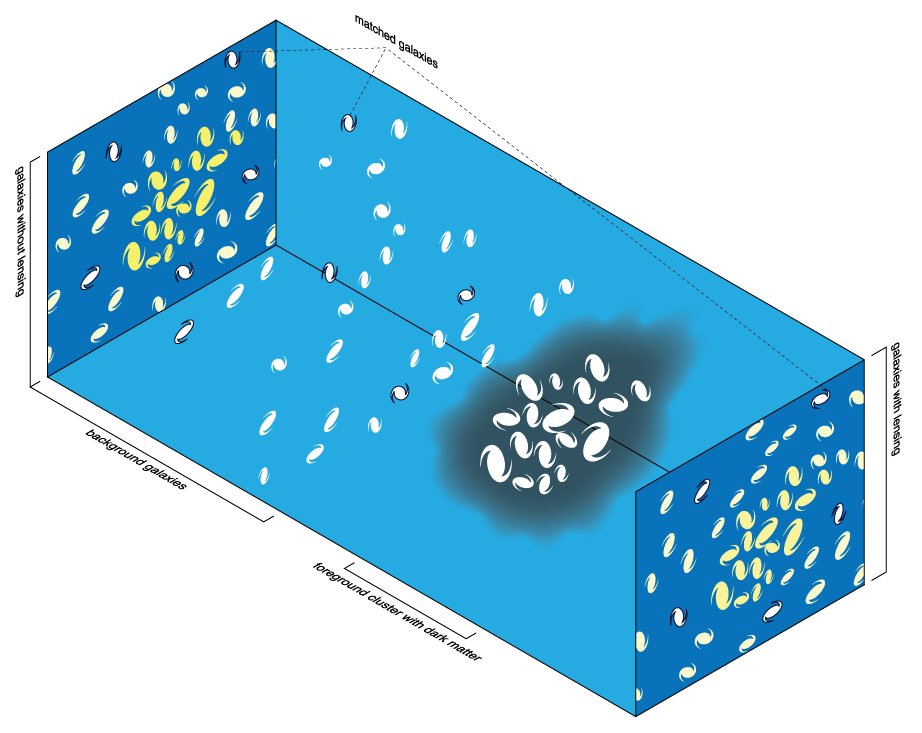 matched galaxies
galaxies without lensing
galaxies with lensing
background galaxies
foreground cluster with dark matter